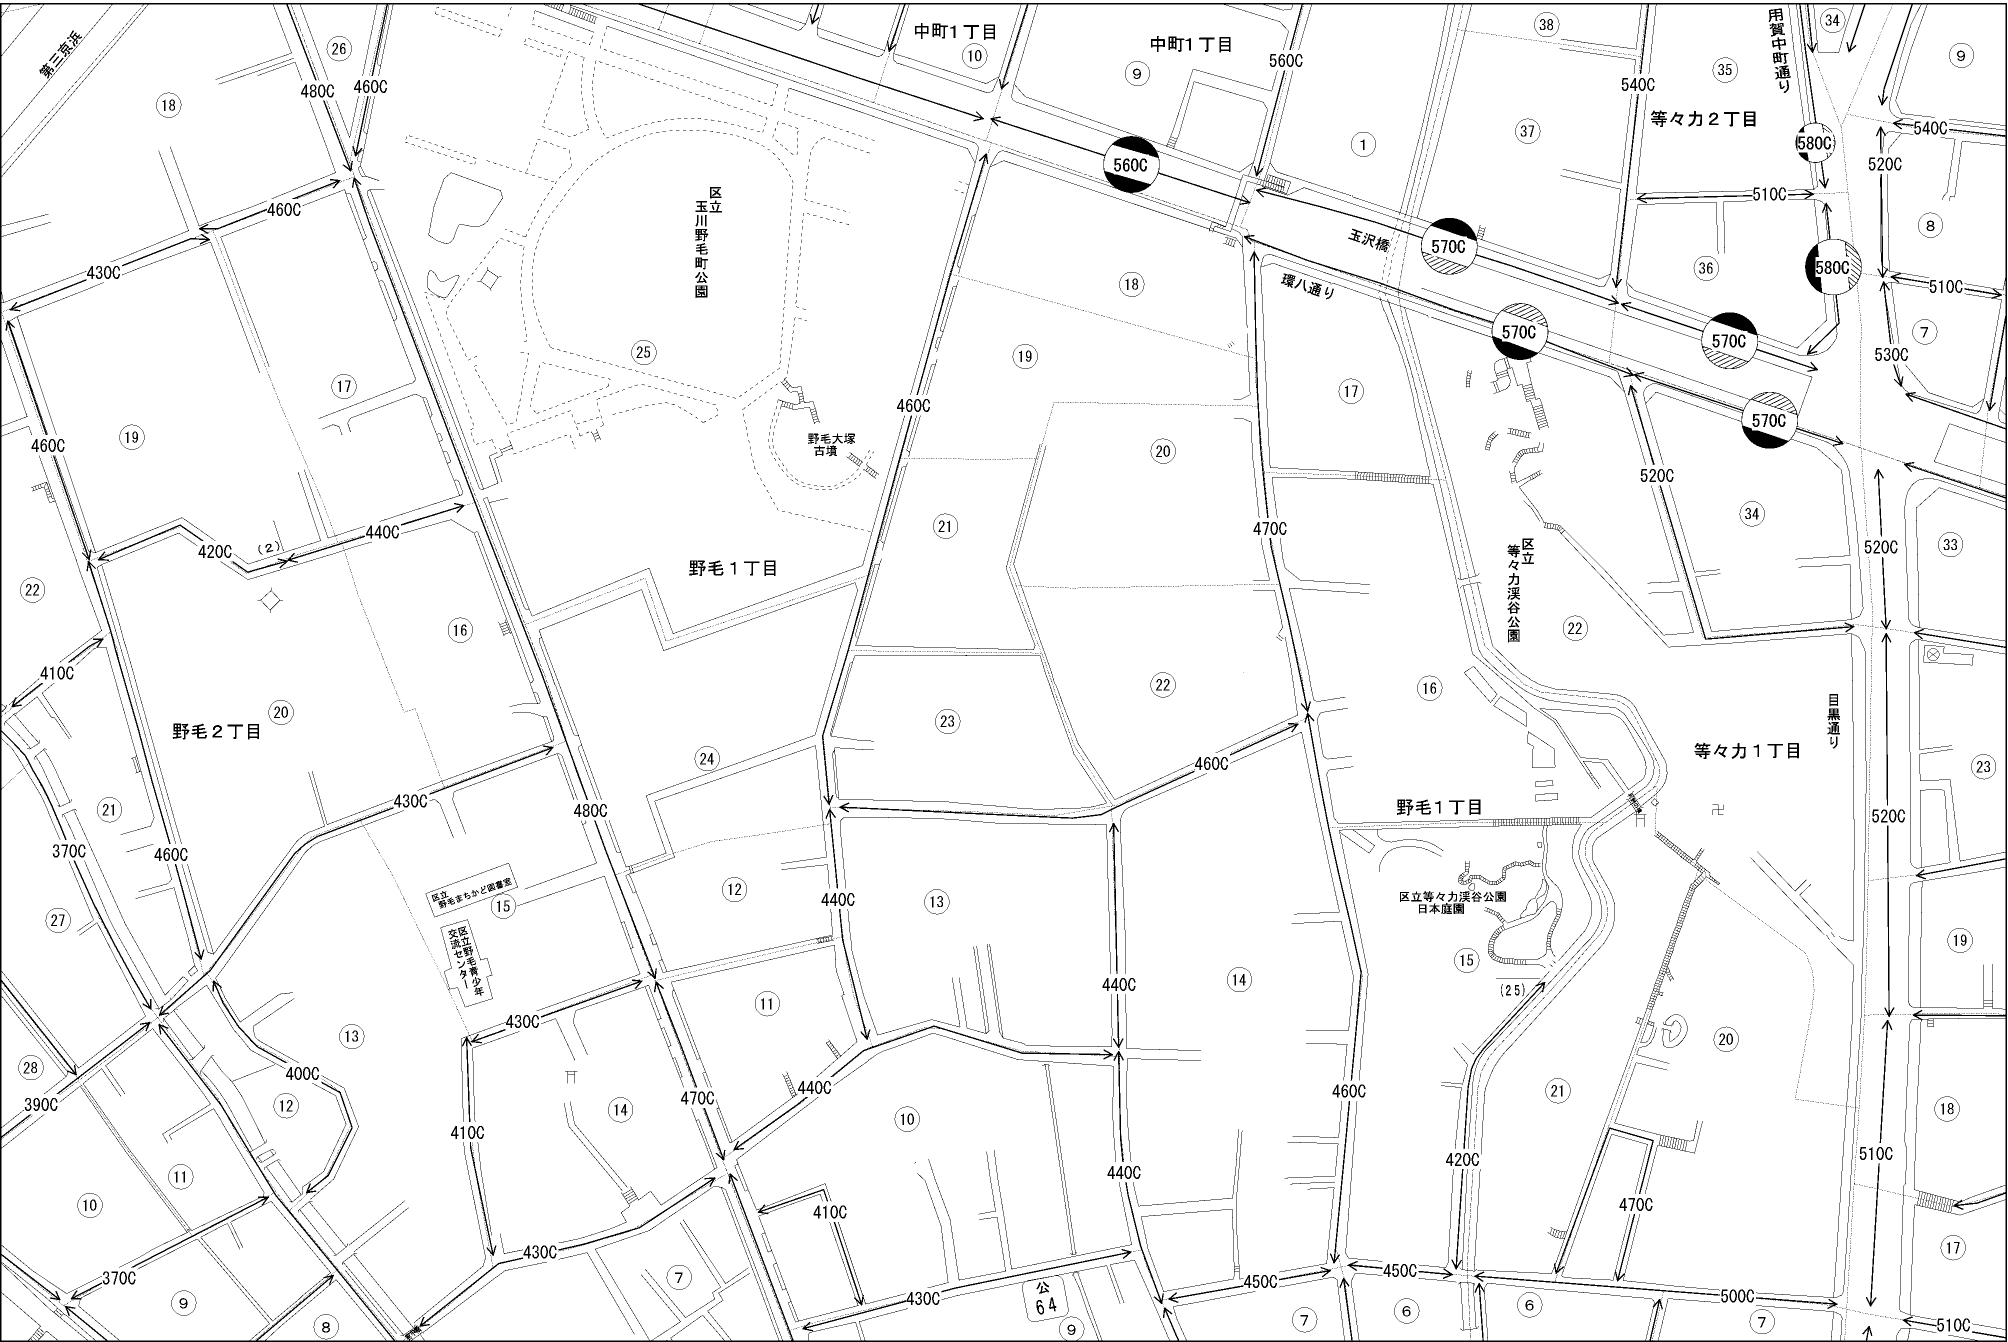 第三京浜
26
480C
460C
18
中町1丁目
10
中町1丁目
9
560C
38
540C
35
用賀中町通り
34
9
等々力2丁目
37
1
560C
580C
520C
540C
460C
区立
玉川野毛町公園
510C
8
430C
玉沢橋
570C
36
580C
510C
環八通り
18
570C
570C
7
530C
25
19
17
17
460C
570C
19
460C
野毛大塚
古墳
20
520C
34
21
470C
440C
420C
(2)
520C
33
区立
等々力渓谷公園
野毛1丁目
22
16
22
410C
22
16
20
野毛2丁目
23
目黒通り
等々力1丁目
24
460C
23
430C
21
480C
野毛1丁目
520C
370C
460C
区立
野毛まちかど図書室
15
12
440C
13
区立等々力渓谷公園
日本庭園
27
区立野毛青少年
交流センター
15
19
14
440C
(25)
11
430C
13
20
28
400C
390C
12
14
470C
440C
460C
21
18
10
410C
510C
420C
440C
11
10
470C
410C
17
430C
370C
7
450C
450C
9
430C
公
64
500C
8
9
7
6
6
7
510C